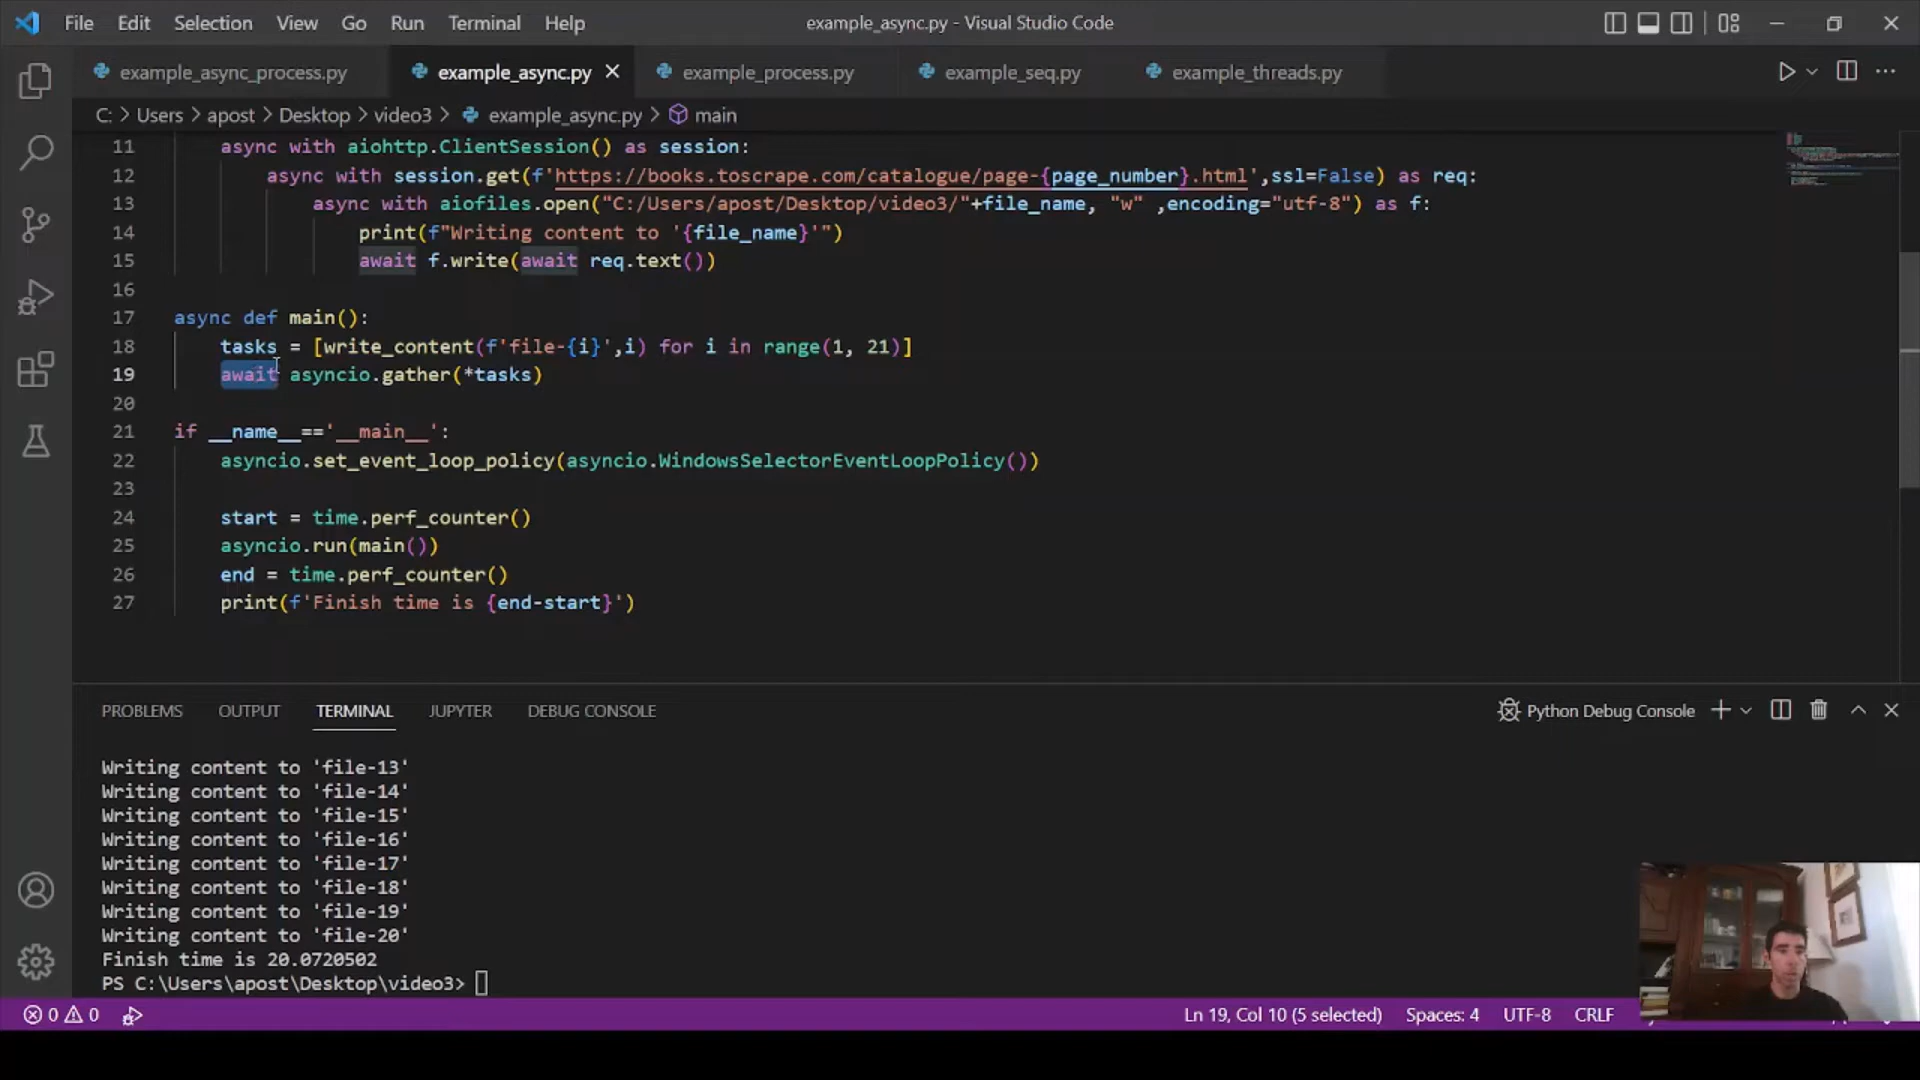 File Edit Selection View Go Run Terminal Help example_async.py - Visual Studio Code
example_async_process.py example_async.py example_process.py example_seq.py example_threads.py
C: > Users > apost > Desktop > video3 > example_async.py > main
11 async with aiohttp.ClientSession() as session:
12 async with session.get(f'https://books.toscrape.com/catalogue/page-{page_number}.html',ssl=False) as req:
13 async with aiofiles.open("C:/Users/apost/Desktop/video3/"+file_name, "w" ,encoding="utf-8") as f:
14 print(f"Writing content to '{file_name}'")
15 await f.write(await req.text())
16
17 async def main():
18 tasks = [write_content(f'file-{i}',i) for i in range(1, 21)]
19 await asyncio.gather(*tasks)
20
21 if __name__=='__main__':
22 asyncio.set_event_loop_policy(asyncio.WindowsSelectorEventLoopPolicy())
23
24 start = time.perf_counter()
25 asyncio.run(main())
26 end = time.perf_counter()
27 print(f'Finish time is {end-start}')
PROBLEMS OUTPUT TERMINAL JUPYTER DEBUG CONSOLE Python Debug Console
Writing content to 'file-13'
Writing content to 'file-14'
Writing content to 'file-15'
Writing content to 'file-16'
Writing content to 'file-17'
Writing content to 'file-18'
Writing content to 'file-19'
Writing content to 'file-20'
Finish time is 20.0720502
PS C:\Users\apost\Desktop\video3>
0 0 Ln 19, Col 10 (5 selected) Spaces: 4 UTF-8 CRLF